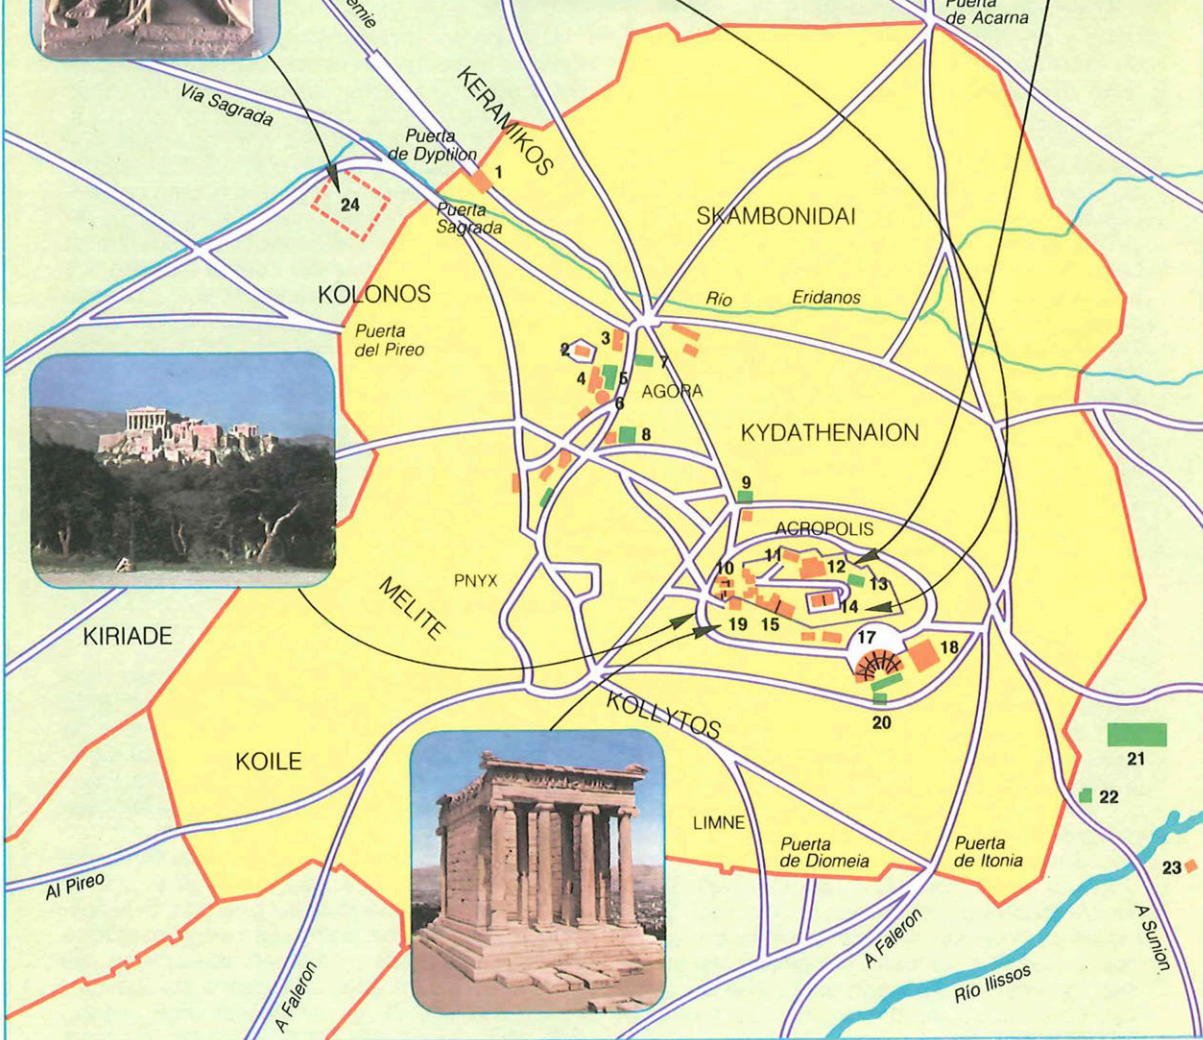 Puerta
de Acarna
Vía Sagrada
KERAMIKOS
Puerta
de Dyptilon
1
24
Puerta
Sagrada
SKAMBONIDAI
KOLONOS
Río Eridanos
Puerta
del Pireo
2
3
4
5
7
AGORA
6
8
KYDATHENAION
9
ACROPOLIS
11
12
10
13
PNYX
14
MELITE
19
15
17
18
KIRIADE
KOLLYTOS
20
21
KOILE
22
LIMNE
Puerta
de Diomeia
Puerta
de Itonia
23
Al Pireo
A Faleron
A Faleron
Río Ilissos
A Sunion